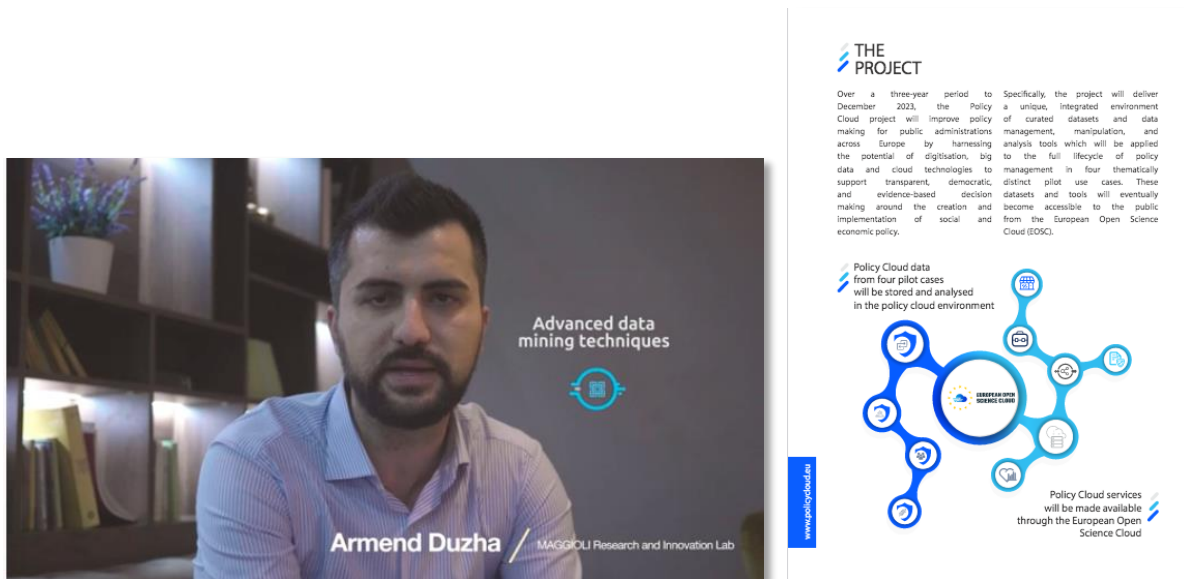 Advanced data
mining techniques
Armend Duzha
MAGGIOLI Research and Innovation Lab
THE
PROJECT
Over a three-year period to
December 2023, the Policy
Cloud project will improve policy
making for public administrations
across Europe by harnessing
the potential of digitisation, big
data and cloud technologies to
support transparent, democratic,
and evidence-based decision
making around the creation and
implementation of social and
economic policy.
Specifically, the project will deliver
a unique, integrated environment
of curated datasets and data
management, manipulation, and
analysis tools which will be applied
to the full lifecycle of policy
management in four thematically
distinct pilot use cases. These
datasets and tools will eventually
become accessible to the public
from the European Open Science
Cloud (EOSC).
Policy Cloud data
from four pilot cases
will be stored and analysed
in the policy cloud environment
EUROPEAN OPEN
SCIENCE CLOUD
www.policycloud.eu
Policy Cloud services
will be made available
through the European Open
Science Cloud